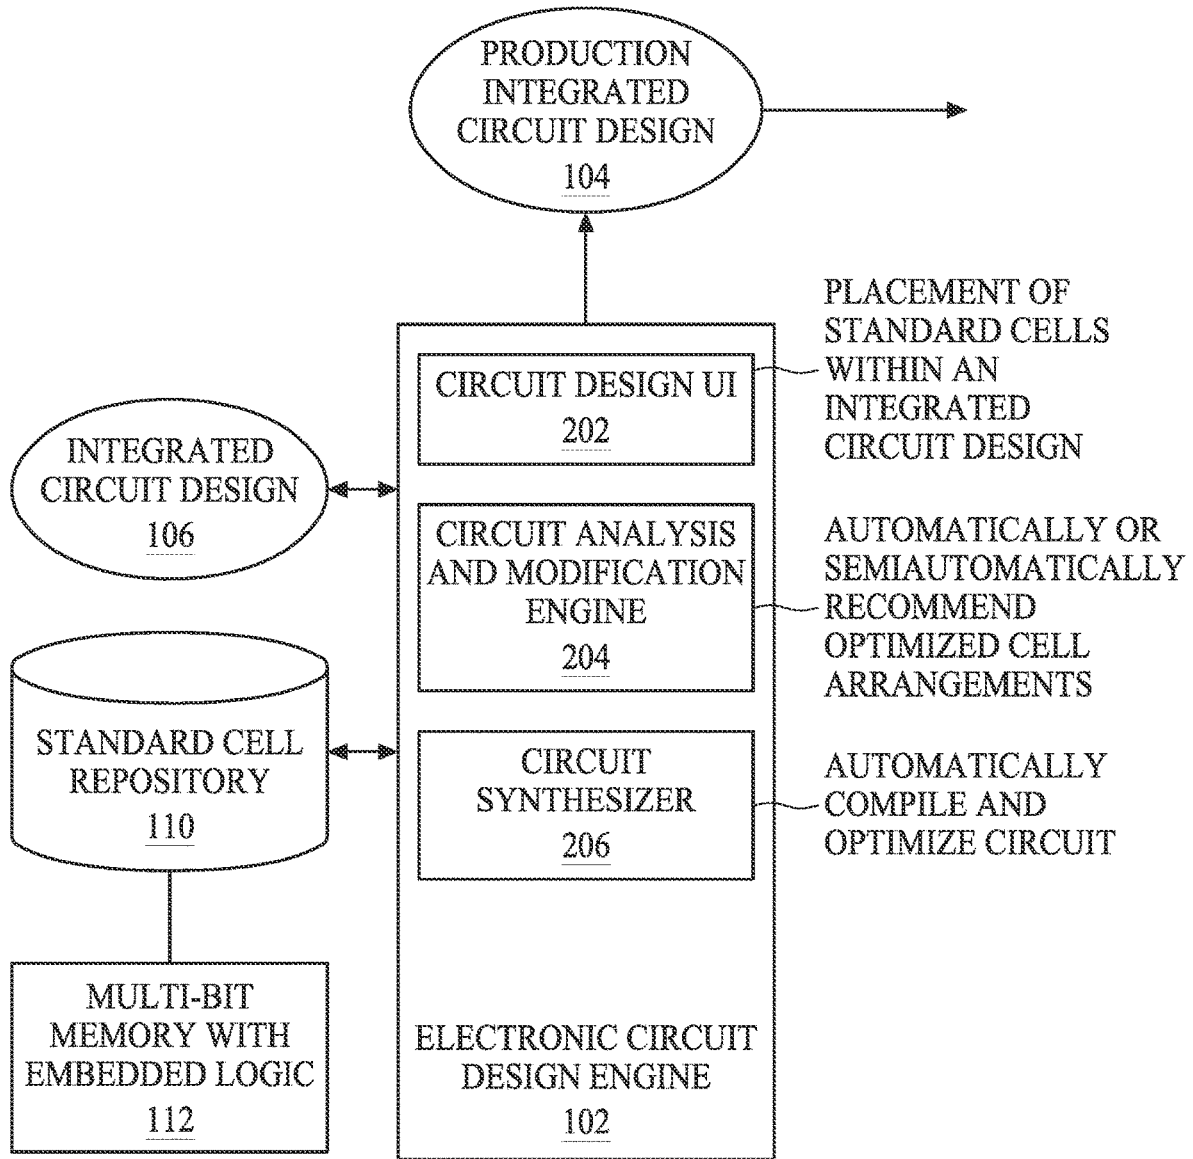 PRODUCTION
INTEGRATED
CIRCUIT DESIGN
104
PLACEMENT OF
STANDARD CELLS
WITHIN AN
INTEGRATED
CIRCUIT DESIGN
CIRCUIT DESIGN UI
202
INTEGRATED
CIRCUIT DESIGN
106
CIRCUIT ANALYSIS
AND MODIFICATION
ENGINE
204
AUTOMATICALLY OR
SEMIAUTOMATICALLY
RECOMMEND
OPTIMIZED CELL
ARRANGEMENTS
STANDARD CELL
REPOSITORY
110
CIRCUIT
SYNTHESIZER
206
AUTOMATICALLY
COMPILE AND
OPTIMIZE CIRCUIT
MULTI-BIT
MEMORY WITH
EMBEDDED LOGIC
112
ELECTRONIC CIRCUIT
DESIGN ENGINE
102